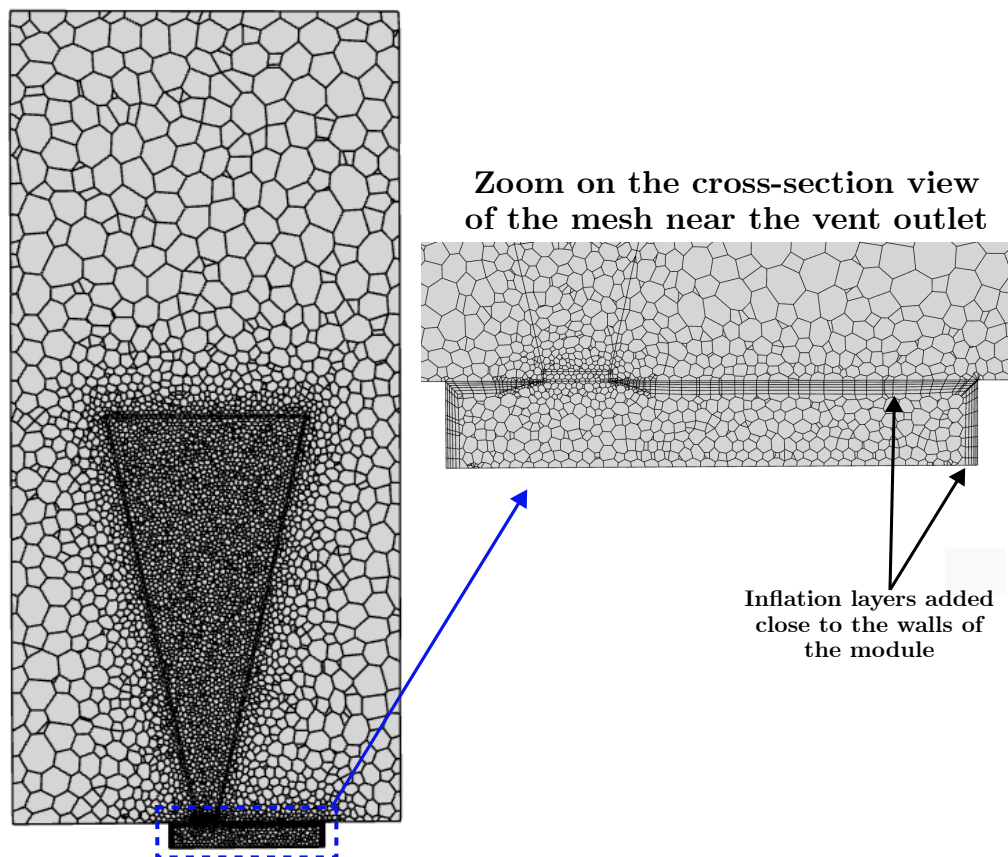 Zoom on the cross-section view
of the mesh near the vent outlet
Inflation layers added
close to the walls of
the module